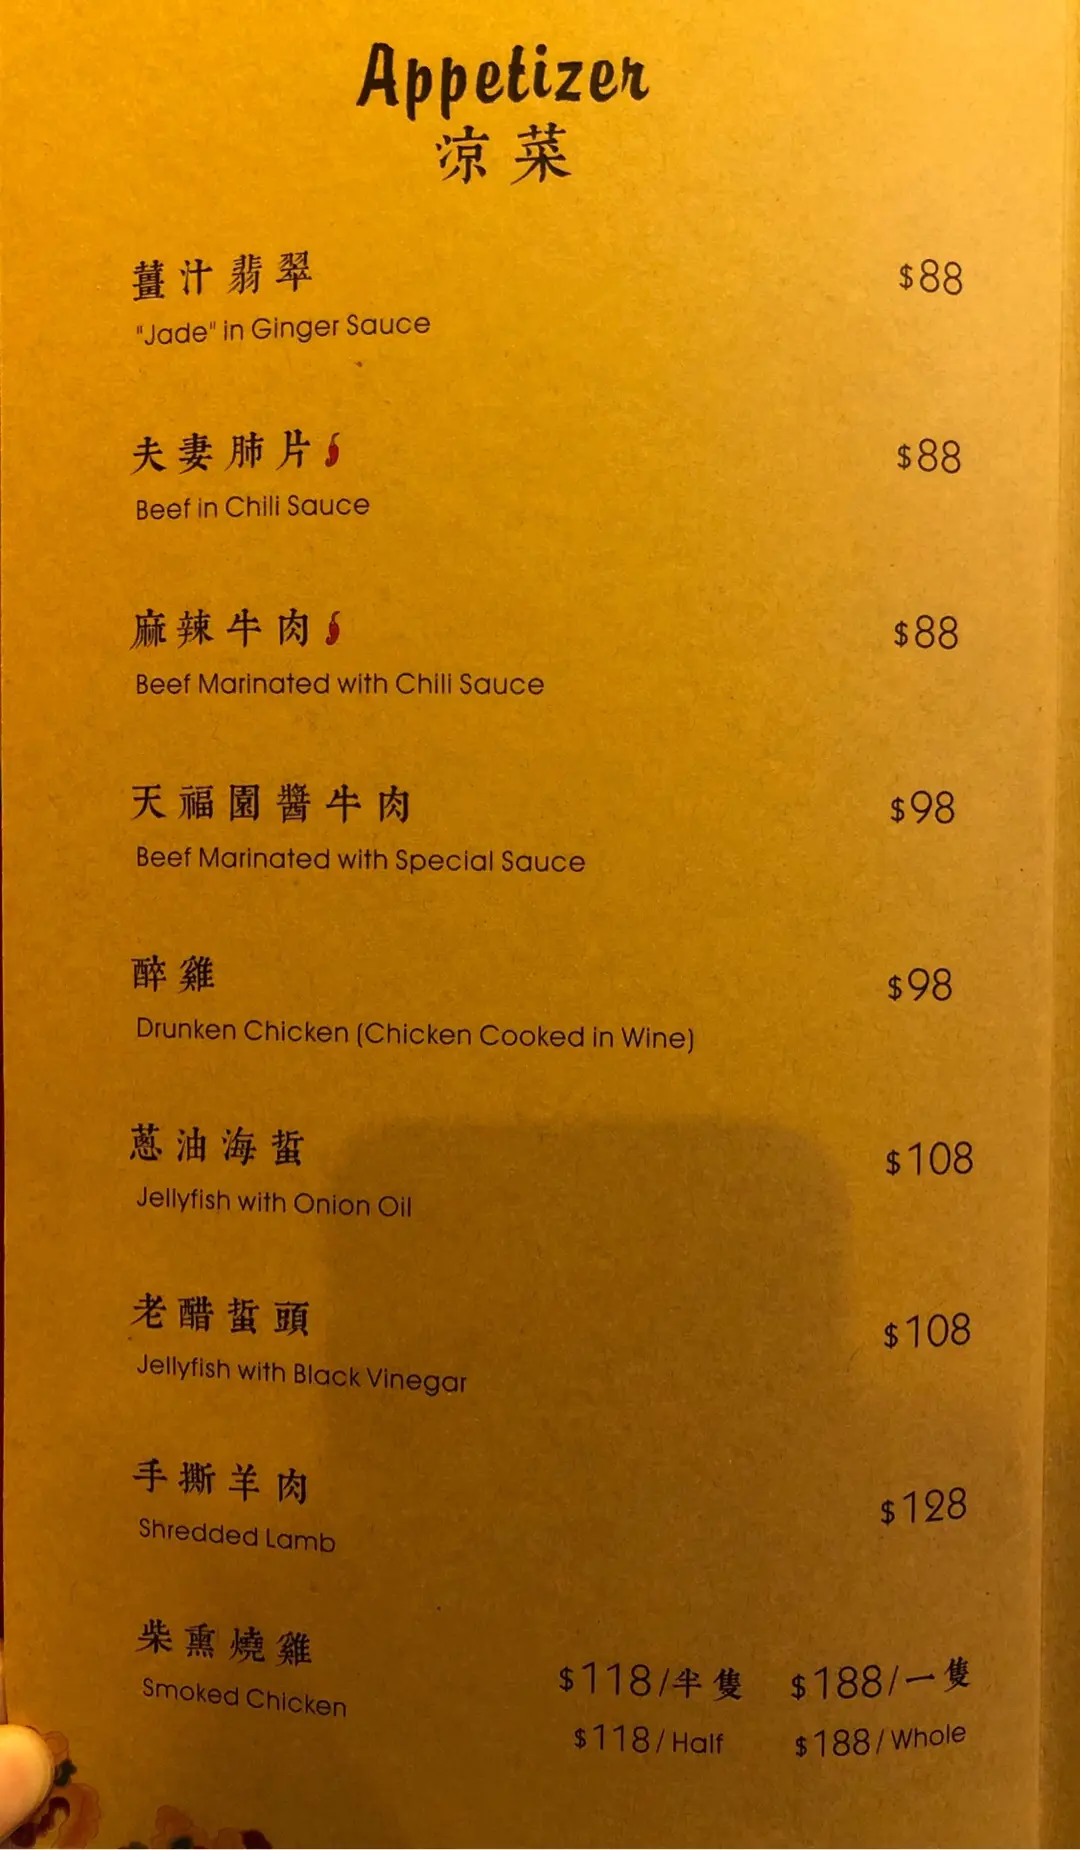 Appetizer
涼菜
薑汁翡翠 $88
"Jade" in Ginger Sauce
夫妻肺片 $88
Beef in Chili Sauce
麻辣牛肉 $88
Beef Marinated with Chili Sauce
天福園醬牛肉 $98
Beef Marinated with Special Sauce
醉雞 $98
Drunken Chicken (Chicken Cooked in Wine)
蔥油海蜇 $108
Jellyfish with Onion Oil
老醋蜇頭 $108
Jellyfish with Black Vinegar
手撕羊肉 $128
Shredded Lamb
柴熏燒雞 $118/半隻 $188/一隻
Smoked Chicken $118/Half $188/Whole